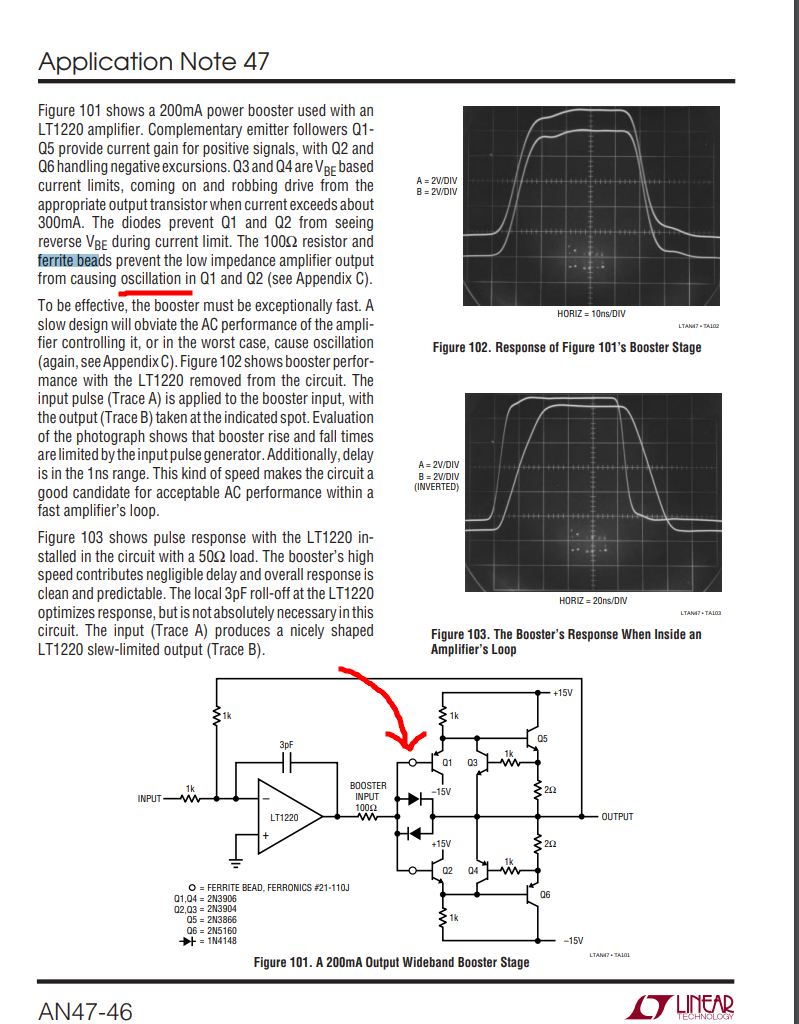 Application Note 47
Figure 101 shows a 200mA power booster used with an
LT1220 amplifier. Complementary emitter followers Q1-
Q5 provide current gain for positive signals, with Q2 and
Q6 handling negative excursions. Q3 and Q4 are VBE based
current limits, coming on and robbing drive from the
appropriate output transistor when current exceeds about
300mA. The diodes prevent Q1 and Q2 from seeing
reverse VBE during current limit. The 100Ω resistor and
ferrite beads prevent the low impedance amplifier output
from causing oscillation in Q1 and Q2 (see Appendix C).
To be effective, the booster must be exceptionally fast. A
slow design will obviate the AC performance of the ampli-
fier controlling it, or in the worst case, cause oscillation
(again, see Appendix C). Figure 102 shows booster perfor-
mance with the LT1220 removed from the circuit. The
input pulse (Trace A) is applied to the booster input, with
the output (Trace B) taken at the indicated spot. Evaluation
of the photograph shows that booster rise and fall times
are limited by the input pulse generator. Additionally, delay
is in the 1ns range. This kind of speed makes the circuit a
good candidate for acceptable AC performance within a
fast amplifier's loop.
Figure 103 shows pulse response with the LT1220 in-
stalled in the circuit with a 50Ω load. The booster's high
speed contributes negligible delay and overall response is
clean and predictable. The local 3pF roll-off at the LT1220
optimizes response, but is not absolutely necessary in this
circuit. The input (Trace A) produces a nicely shaped
LT1220 slew-limited output (Trace B).
A = 2V/DIV
B = 2V/DIV
HORIZ = 10ns/DIV
LTAN47 • TA102
Figure 102. Response of Figure 101's Booster Stage
A = 2V/DIV
B = 2V/DIV
(INVERTED)
HORIZ = 20ns/DIV
LTAN47 • TA103
Figure 103. The Booster's Response When Inside an
Amplifier's Loop
+15V
1k
1k
Q5
3pF
1k
Q1
Q3
2Ω
1k
INPUT
BOOSTER
INPUT
100Ω
–15V
–
LT1220
+
OUTPUT
+15V
2Ω
1k
Q2
Q4
Q6
1k
–15V
O = FERRITE BEAD, FERRONICS #21-110J
Q1,Q4 = 2N3906
Q2,Q3 = 2N3904
Q5 = 2N3866
Q6 = 2N5160
= 1N4148
LTAN47 • TA101
Figure 101. A 200mA Output Wideband Booster Stage
AN47-46
LT LINEAR
TECHNOLOGY